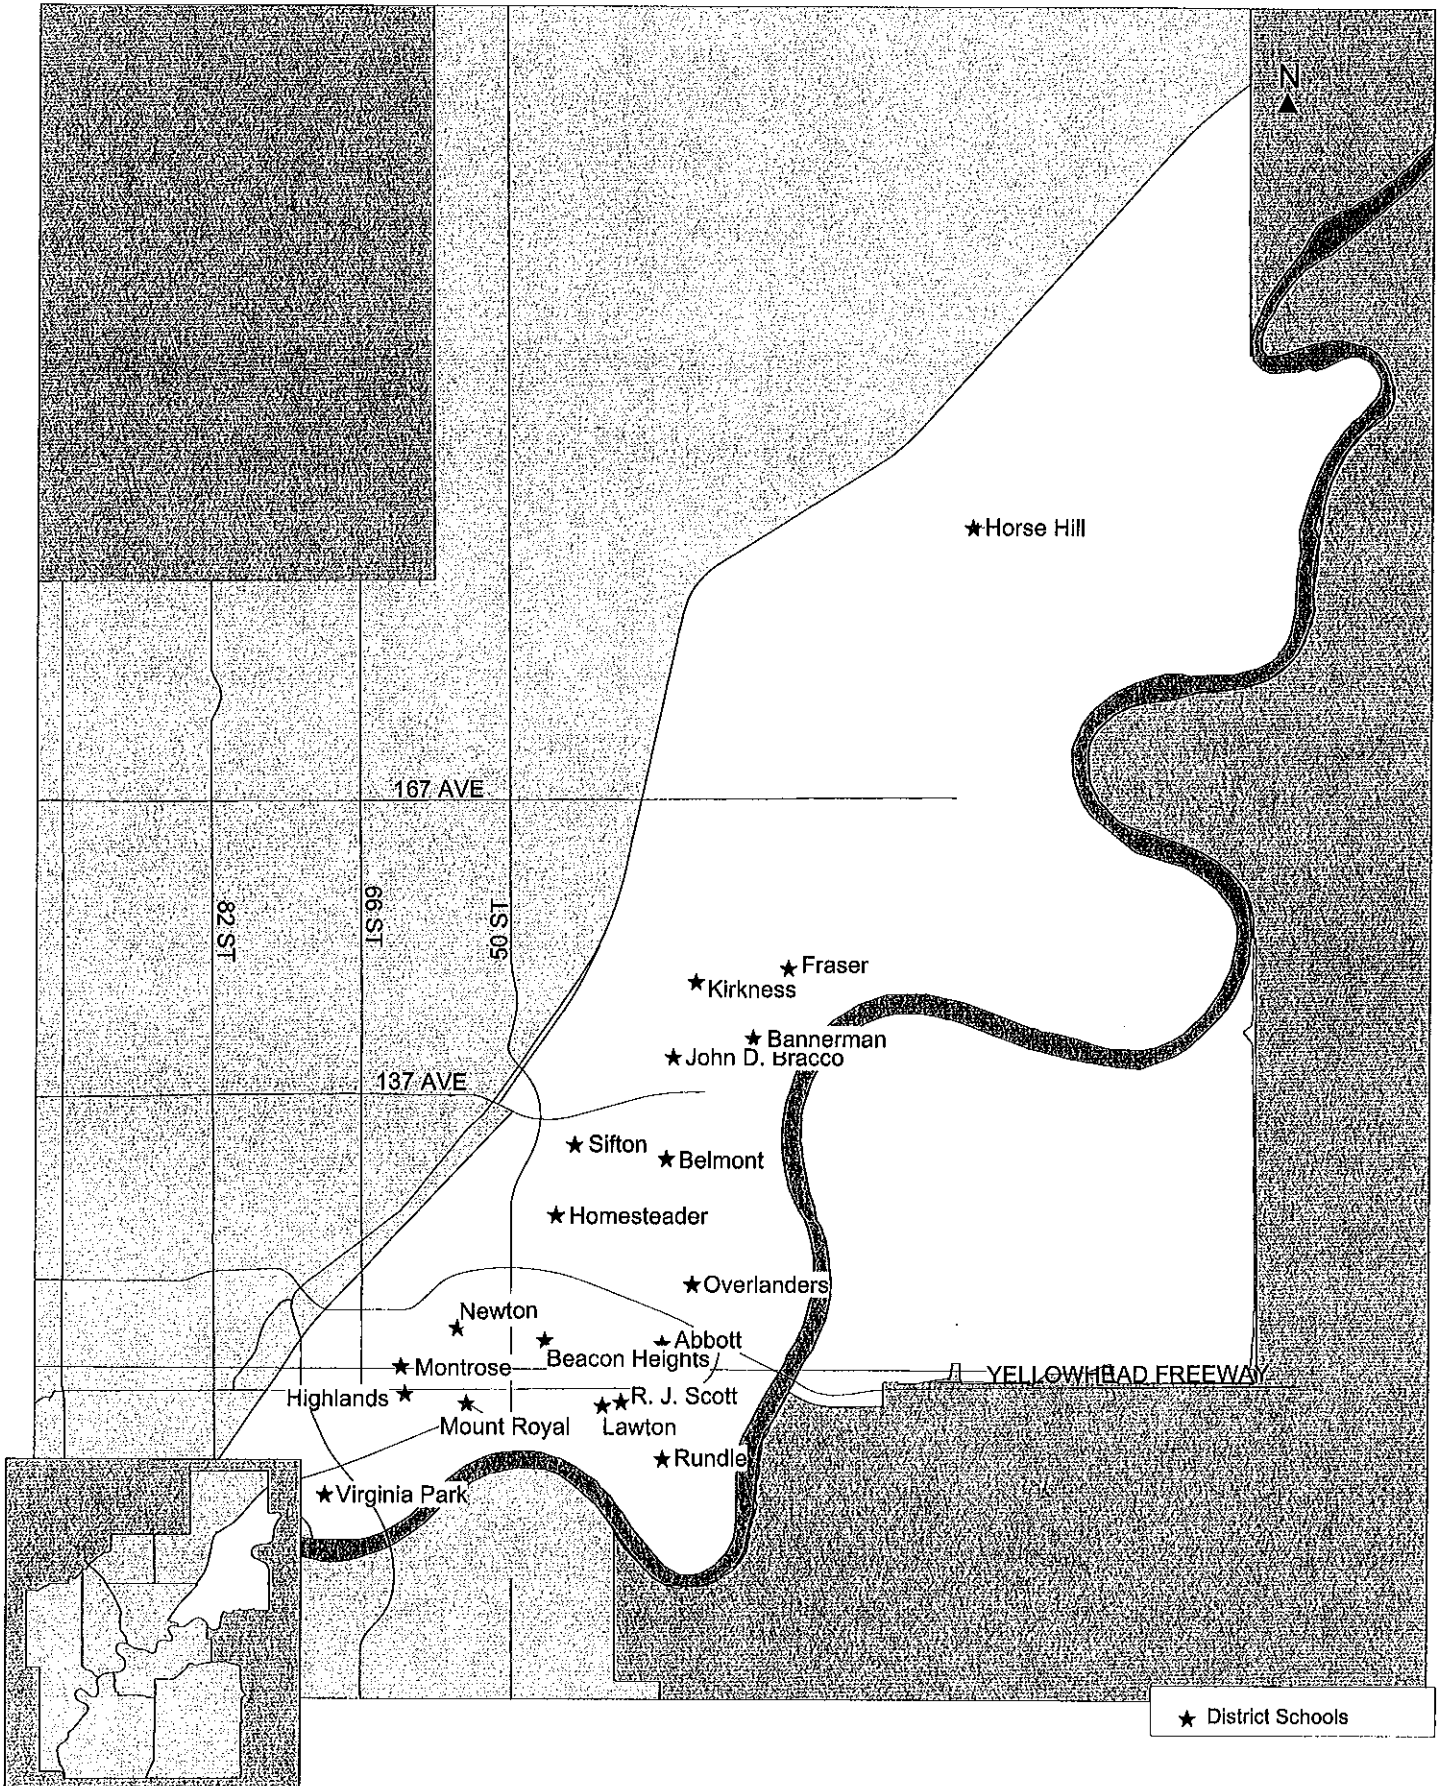 N
Horse Hill
167 AVE
82 ST
66 ST
50 ST
Fraser
Kirkness
Bannerman
John D. Bracco
137 AVE
Sifton
Belmont
Homesteader
Overlanders
Newton
Abbott
Beacon Heights
Montrose
YELLOWHEAD FREEWAY
Highlands
R. J. Scott
Mount Royal
Lawton
Rundle
Virginia Park
District Schools